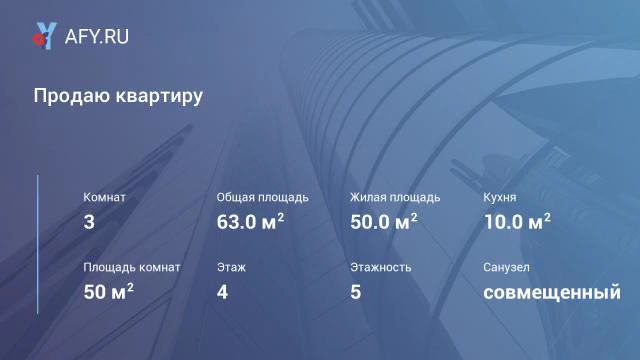 AFY.RU
Продаю квартиру
Комнат
3
Общая площадь
63.0 м²
Жилая площадь
50.0 м²
Кухня
10.0 м²
Площадь комнат
50 м²
Этаж
4
Этажность
5
Санузел
совмещенный